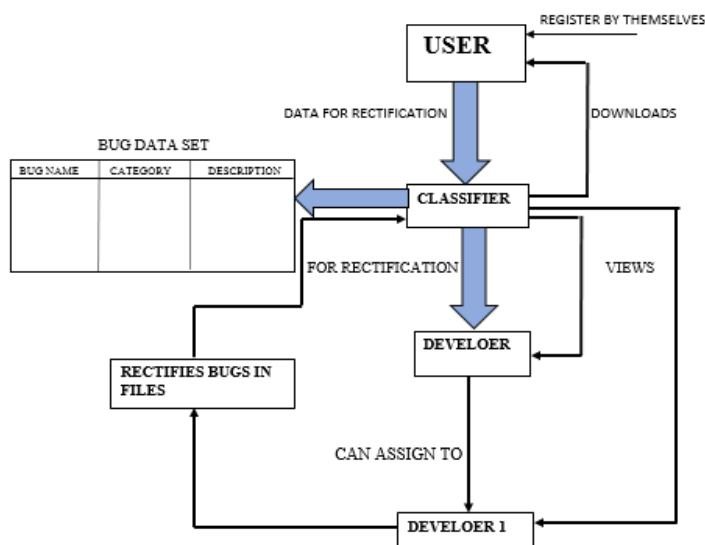 REGISTER BY THEMSELVES
USER
DATA FOR RECTIFICATION
DOWNLOADS
BUG DATA SET
BUG NAME CATEGORY DESCRIPTION
CLASSIFIER
FOR RECTIFICATION
VIEWS
DEVELOER
RECTIFIES BUGS IN
FILES
CAN ASSIGN TO
DEVELOER 1